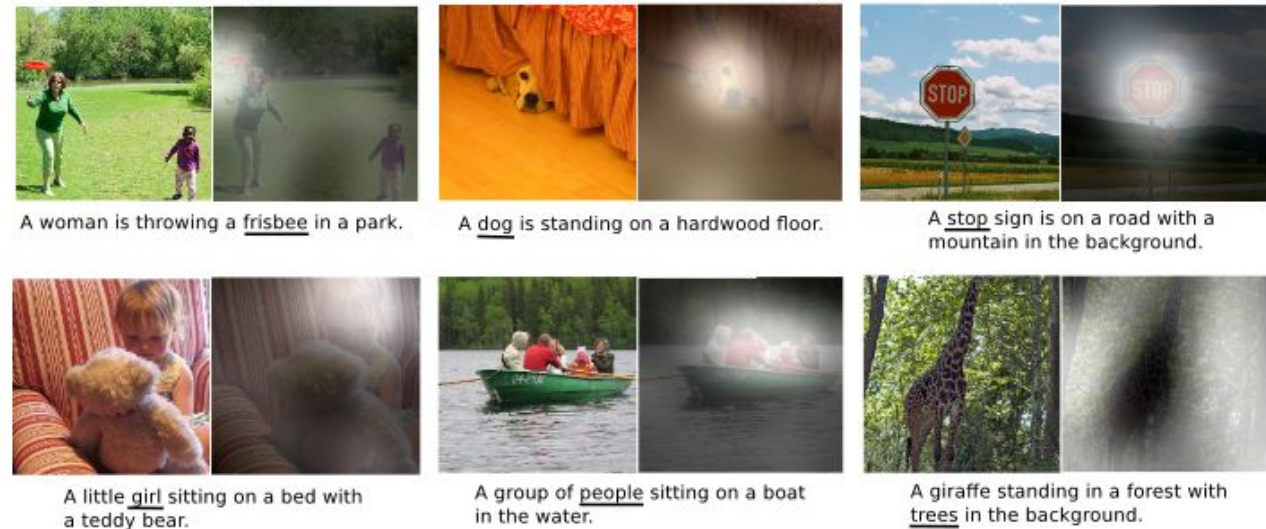 STOP
A woman is throwing a frisbee in a park.
A dog is standing on a hardwood floor.
A stop sign is on a road with a
mountain in the background.
A little girl sitting on a bed with
a teddy bear.
A group of people sitting on a boat
in the water.
A giraffe standing in a forest with
trees in the background.